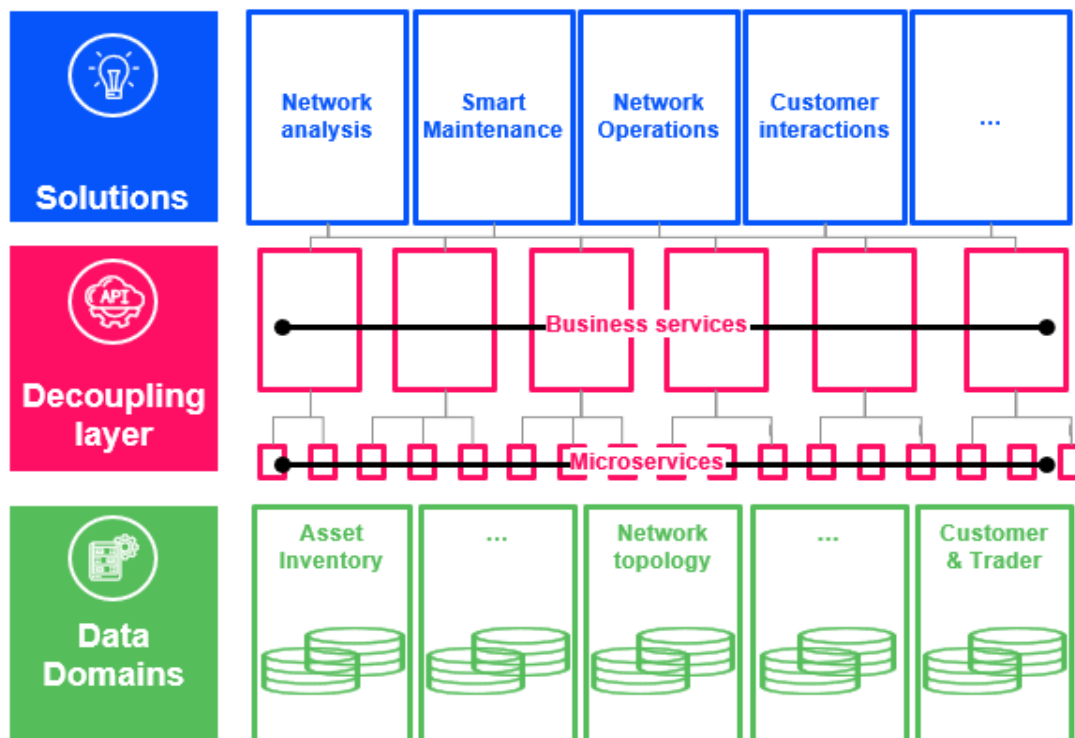 Solutions
Network
analysis
Smart
Maintenance
Network
Operations
Customer
interactions
...
API
Decoupling
layer
Business services
Microservices
Data
Domains
Asset
Inventory
...
Network
topology
...
Customer
& Trader